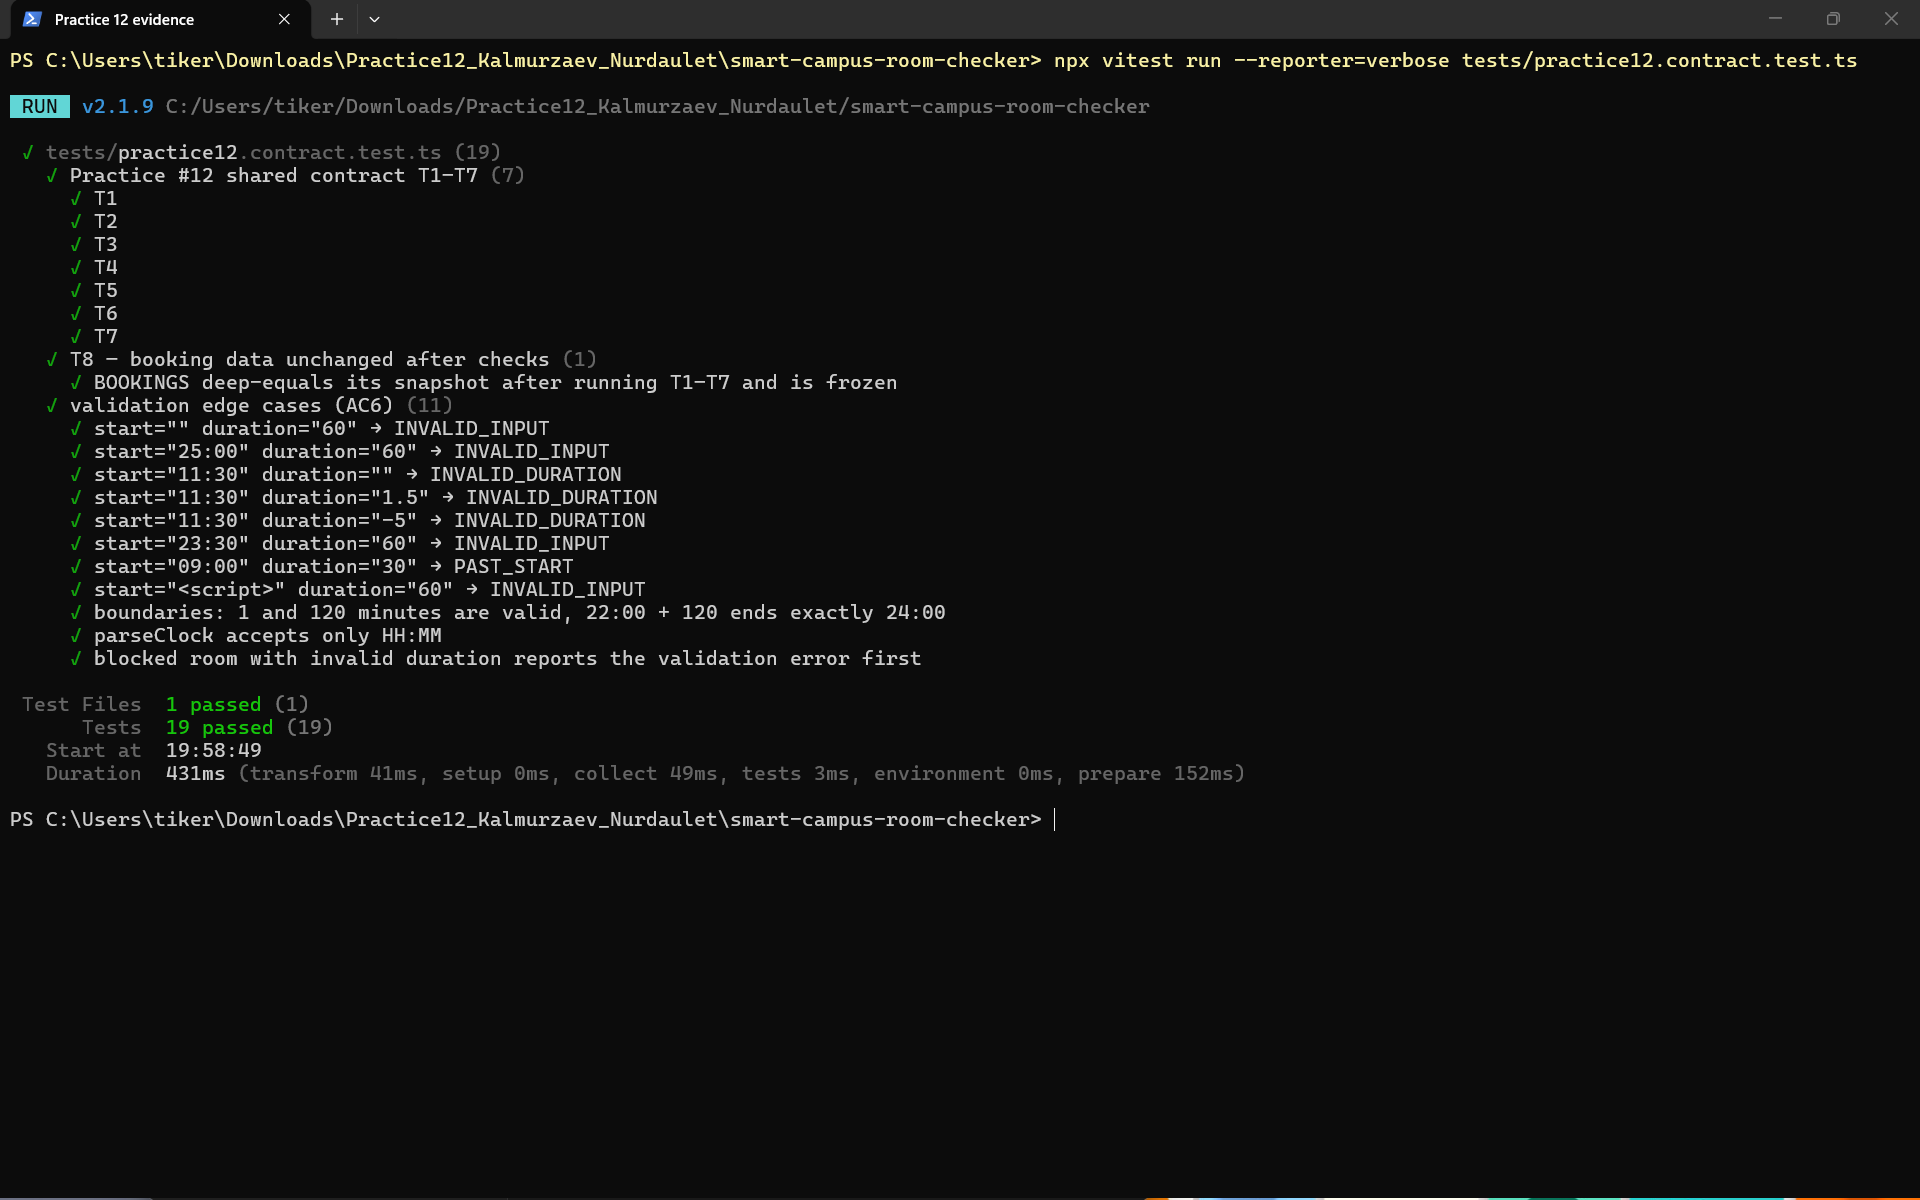 Practice 12 evidence
PS C:\Users\tiker\Downloads\Practice12_Kalmurzaev_Nurdaulet\smart-campus-room-checker> npx vitest run --reporter=verbose tests/practice12.contract.test.ts
RUN v2.1.9 C:/Users/tiker/Downloads/Practice12_Kalmurzaev_Nurdaulet/smart-campus-room-checker
✓ tests/practice12.contract.test.ts (19)
✓ Practice #12 shared contract T1-T7 (7)
✓ T1
✓ T2
✓ T3
✓ T4
✓ T5
✓ T6
✓ T7
✓ T8 — booking data unchanged after checks (1)
✓ BOOKINGS deep-equals its snapshot after running T1-T7 and is frozen
✓ validation edge cases (AC6) (11)
✓ start="" duration="60" → INVALID_INPUT
✓ start="25:00" duration="60" → INVALID_INPUT
✓ start="11:30" duration="" → INVALID_DURATION
✓ start="11:30" duration="1.5" → INVALID_DURATION
✓ start="11:30" duration="-5" → INVALID_DURATION
✓ start="23:30" duration="60" → INVALID_INPUT
✓ start="09:00" duration="30" → PAST_START
✓ start="<script>" duration="60" → INVALID_INPUT
✓ boundaries: 1 and 120 minutes are valid, 22:00 + 120 ends exactly 24:00
✓ parseClock accepts only HH:MM
✓ blocked room with invalid duration reports the validation error first
Test Files 1 passed (1)
Tests 19 passed (19)
Start at 19:58:49
Duration 431ms (transform 41ms, setup 0ms, collect 49ms, tests 3ms, environment 0ms, prepare 152ms)
PS C:\Users\tiker\Downloads\Practice12_Kalmurzaev_Nurdaulet\smart-campus-room-checker>